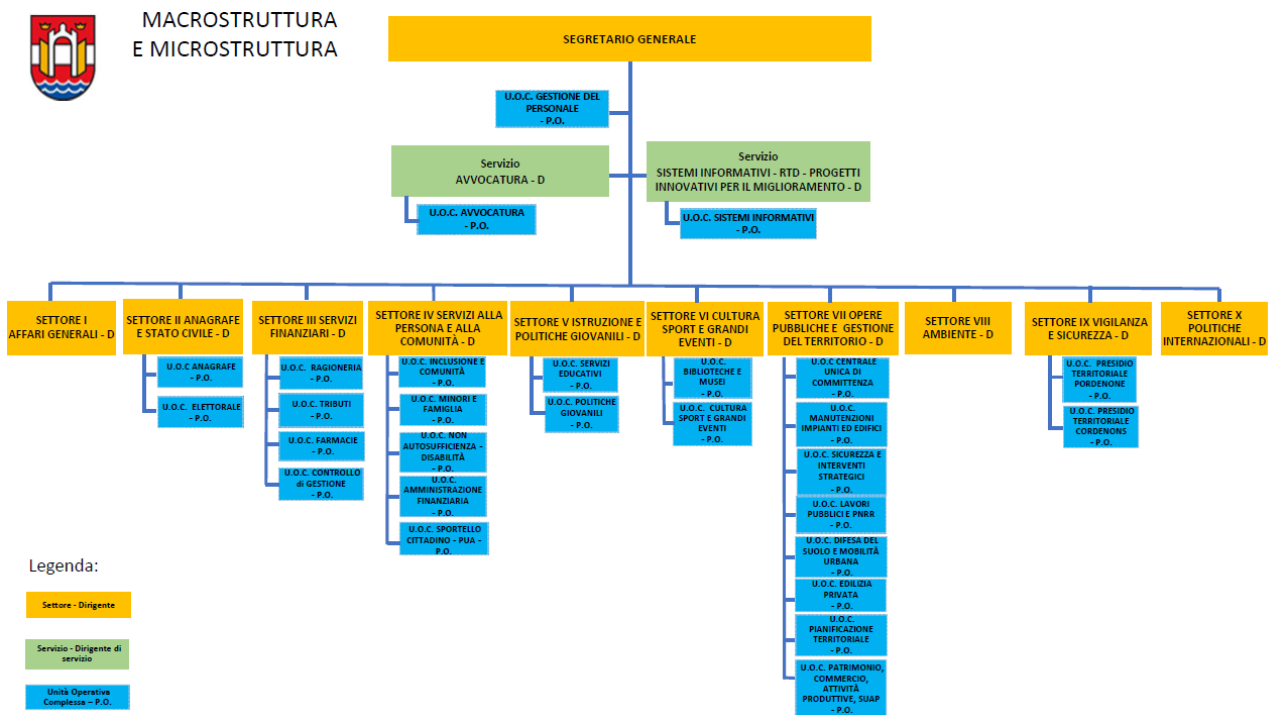 MACROSTRUTTURA
E MICROSTRUTTURA
SEGRETARIO GENERALE
U.O.C. GESTIONE DEL
PERSONALE
- P.O.
Servizio
AVVOCATURA - D
Servizio
SISTEMI INFORMATIVI - RTD - PROGETTI
INNOVATIVI PER IL MIGLIORAMENTO - D
U.O.C. AVVOCATURA
- P.O.
U.O.C. SISTEMI INFORMATIVI
- P.O.
SETTORE I
AFFARI GENERALI - D
SETTORE II ANAGRAFE
E STATO CIVILE - D
U.O.C ANAGRAFE
- P.O.
U.O.C. ELETTORALE
- P.O.
SETTORE III SERVIZI
FINANZIARI - D
U.O.C. RAGIONERIA
- P.O.
U.O.C. TRIBUTI
- P.O.
U.O.C. FARMACIE
- P.O.
U.O.C. CONTROLLO
di GESTIONE
- P.O.
SETTORE IV SERVIZI ALLA
PERSONA E ALLA
COMUNITÀ - D
U.O.C. INCLUSIONE E
COMUNITÀ
- P.O.
U.O.C. MINORI E
FAMIGLIA
- P.O.
U.O.C. NON
AUTOSUFFICIENZA –
DISABILITÀ
- P.O.
U.O.C.
AMMINISTRAZIONE
FINANZIARIA
- P.O.
U.O.C. SPORTELLO
CITTADINO - PUA -
P.O.
SETTORE V ISTRUZIONE E
POLITICHE GIOVANILI - D
U.O.C. SERVIZI
EDUCATIVI
- P.O.
U.O.C. POLITICHE
GIOVANILI
- P.O.
SETTORE VI CULTURA
SPORT E GRANDI
EVENTI - D
U.O.C.
BIBLIOTECHE E
MUSEI
- P.O.
U.O.C. CULTURA
SPORT E GRANDI
EVENTI
- P.O.
SETTORE VII OPERE
PUBBLICHE E GESTIONE
DEL TERRITORIO - D
U.O.C CENTRALE
UNICA DI
COMMITTENZA
- P.O.
U.O.C.
MANUTENZIONI
IMPIANTI ED EDIFICI
- P.O.
U.O.C. SICUREZZA E
INTERVENTI
STRATEGICI
- P.O.
U.O.C. LAVORI
PUBBLICI E PNRR
- P.O.
U.O.C. DIFESA DEL
SUOLO E MOBILITÀ
URBANA
- P.O.
U.O.C. EDILIZIA
PRIVATA
- P.O.
U.O.C.
PIANIFICAZIONE
TERRITORIALE
- P.O.
U.O.C. PATRIMONIO,
COMMERCIO,
ATTIVITÀ
PRODUTTIVE, SUAP
- P.O.
SETTORE VIII
AMBIENTE - D
SETTORE IX VIGILANZA
E SICUREZZA - D
U.O.C. PRESIDIO
TERRITORIALE
PORDENONE
- P.O.
U.O.C. PRESIDIO
TERRITORIALE
CORDENONS
- P.O.
SETTORE X
POLITICHE
INTERNAZIONALI - D
Legenda:
Settore - Dirigente
Servizio - Dirigente di
servizio
Unità Operativa
Complessa – P.O.